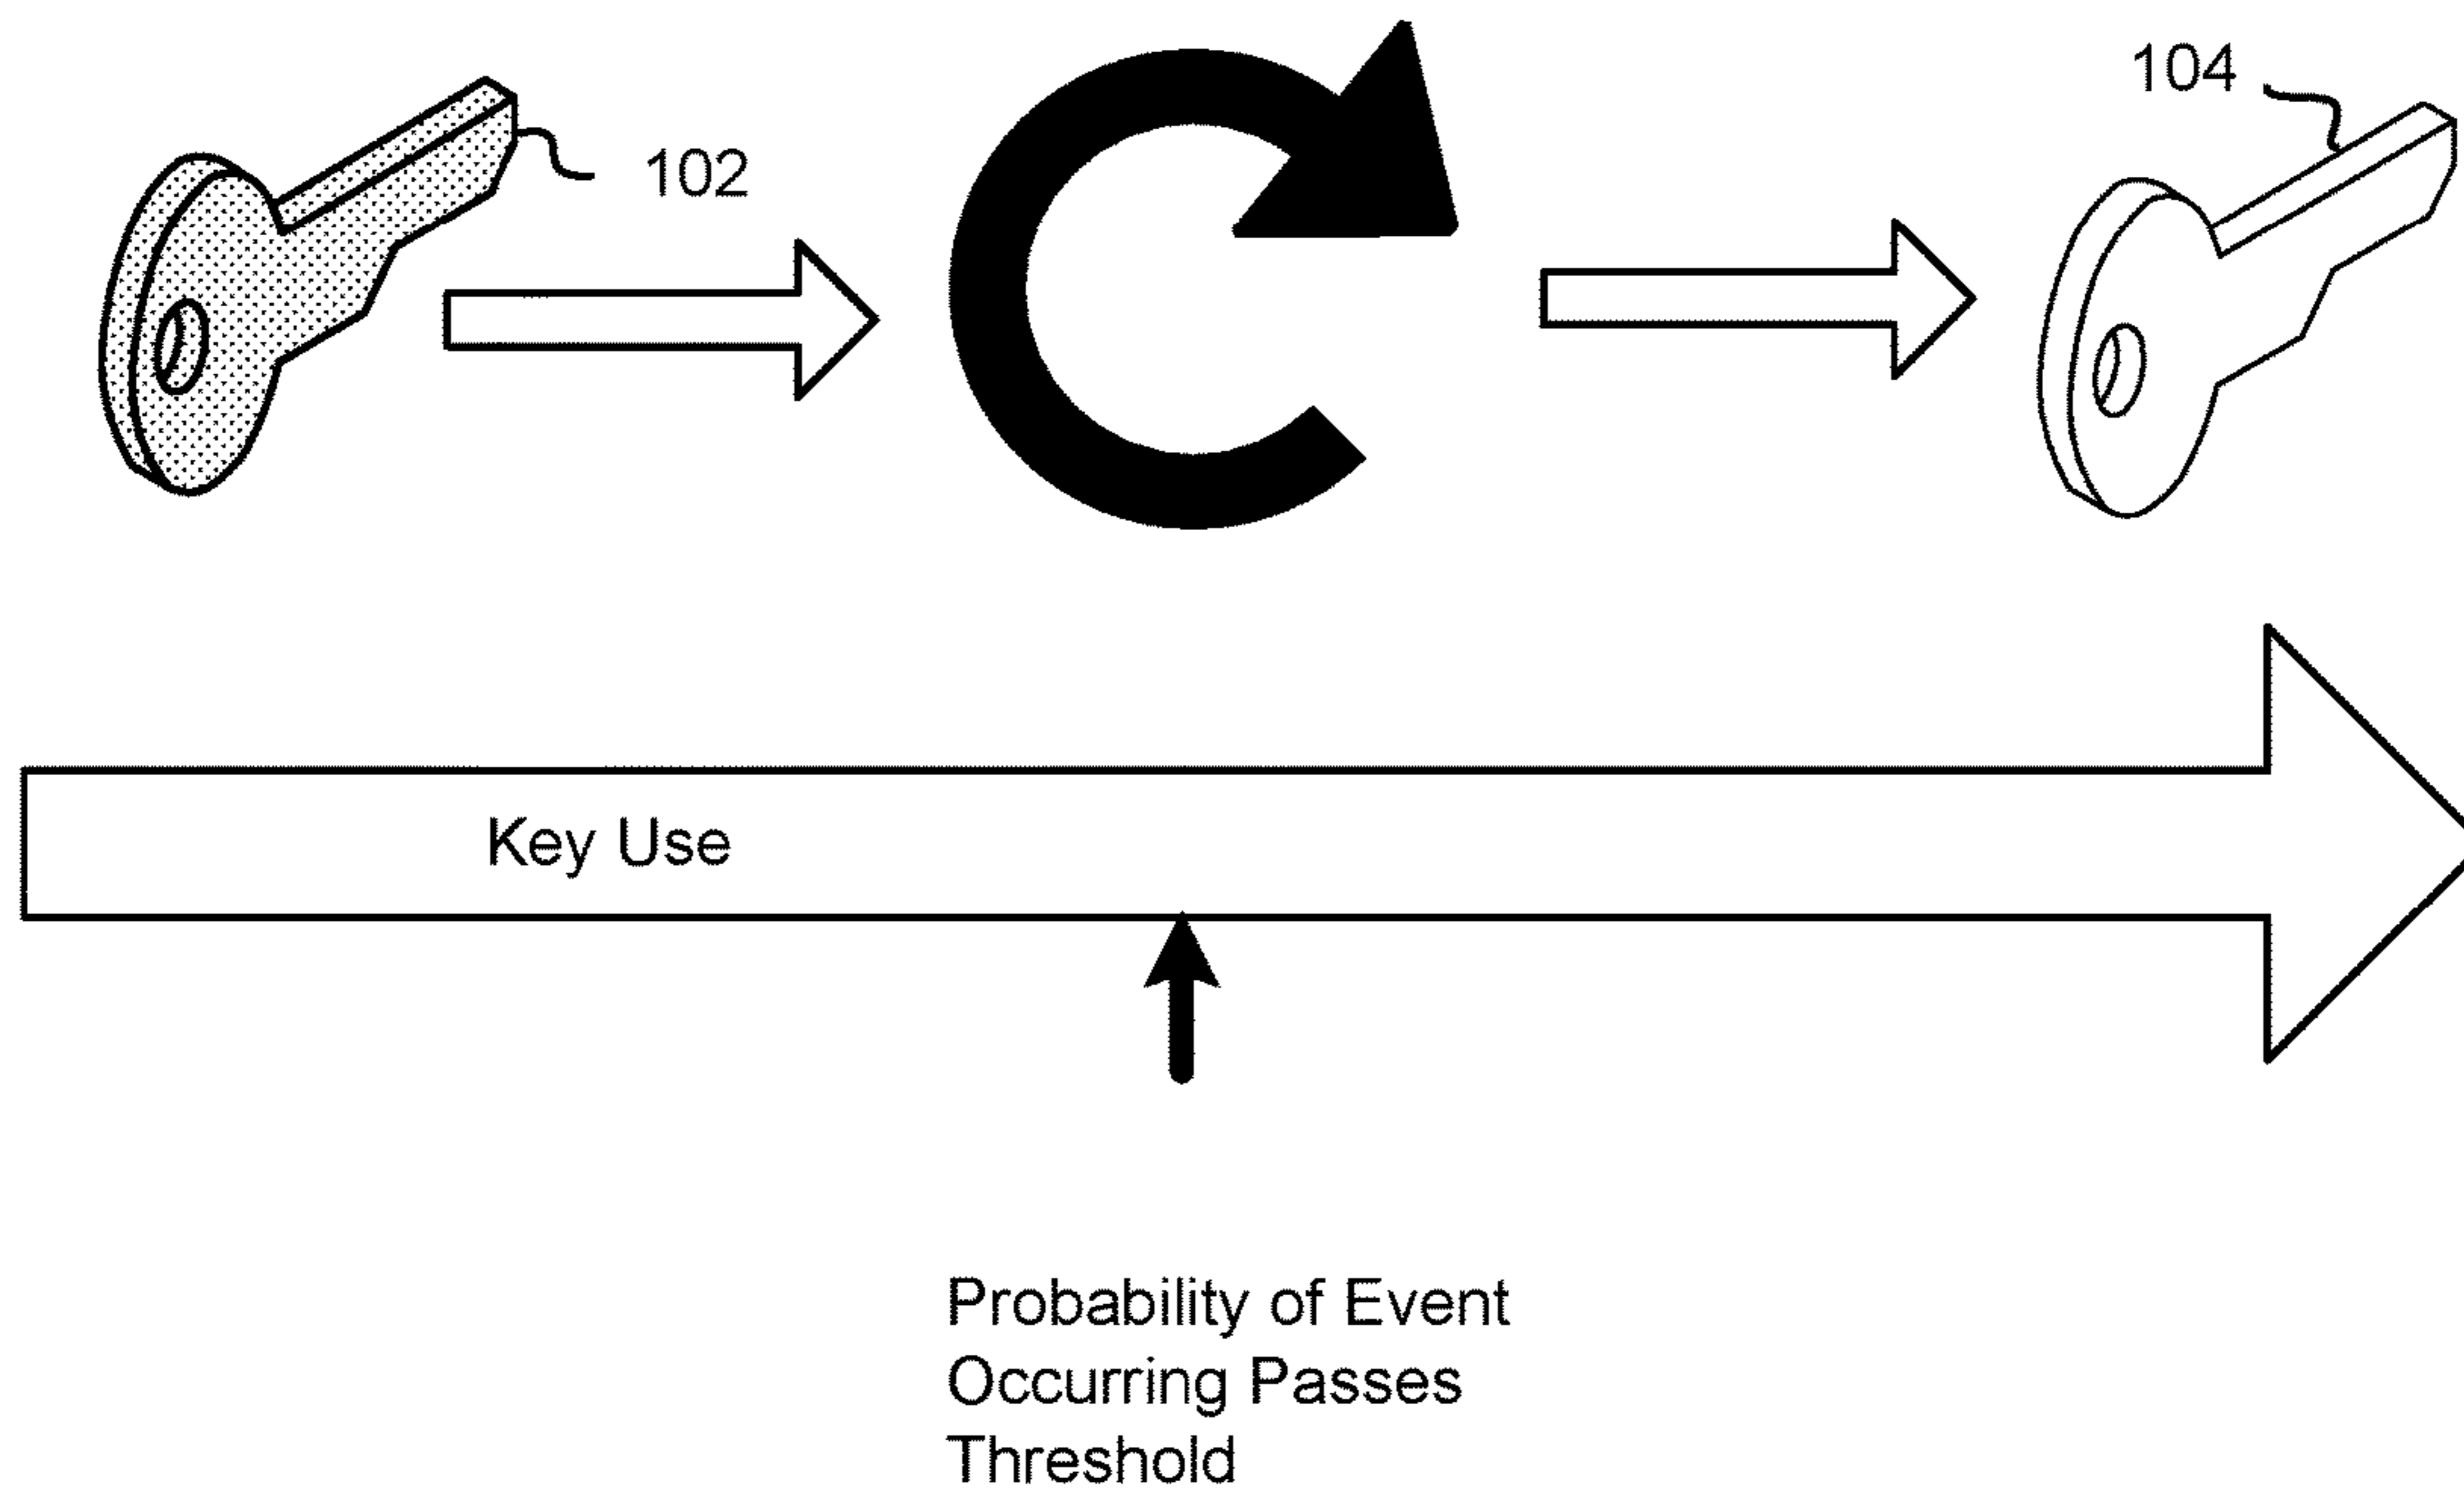 104
102
Key Use
Probability of Event
Occurring Passes
Threshold